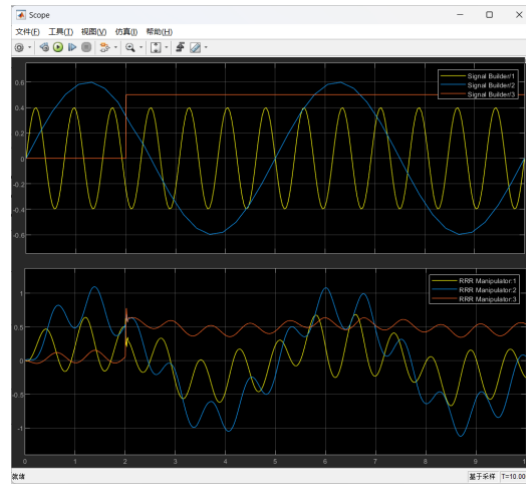 Scope
文件(F) 工具(T) 视图(V) 仿真(I) 帮助(H)
Signal Builder/1
Signal Builder/2
Signal Builder/3
0.6
0.4
0.2
0
-0.2
-0.4
-0.6
RRR Manipulator:1
RRR Manipulator:2
RRR Manipulator:3
1
0.5
0
-0.5
-1
0 1 2 3 4 5 6 7 8 9 10
就绪 基于采样 T=10.00